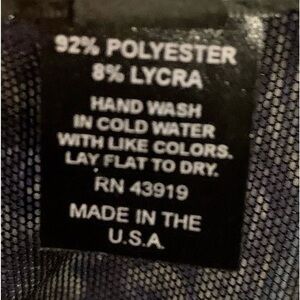 92% POLYESTER
8% LYCRA
HAND WASH
IN COLD WATER
WITH LIKE COLORS.
LAY FLAT TO DRY.
RN 43919
MADE IN THE
U.S.A.